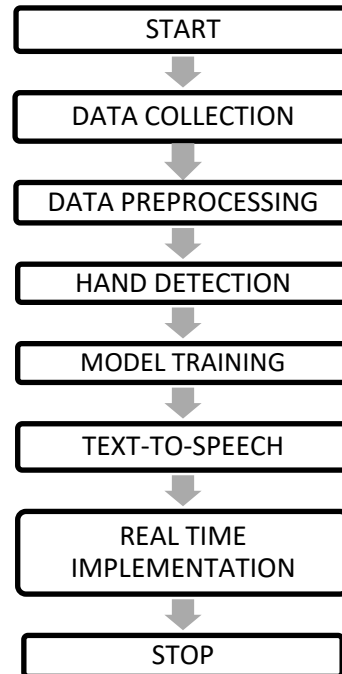 START
DATA COLLECTION
DATA PREPROCESSING
HAND DETECTION
MODEL TRAINING
TEXT-TO-SPEECH
REAL TIME
IMPLEMENTATION
STOP